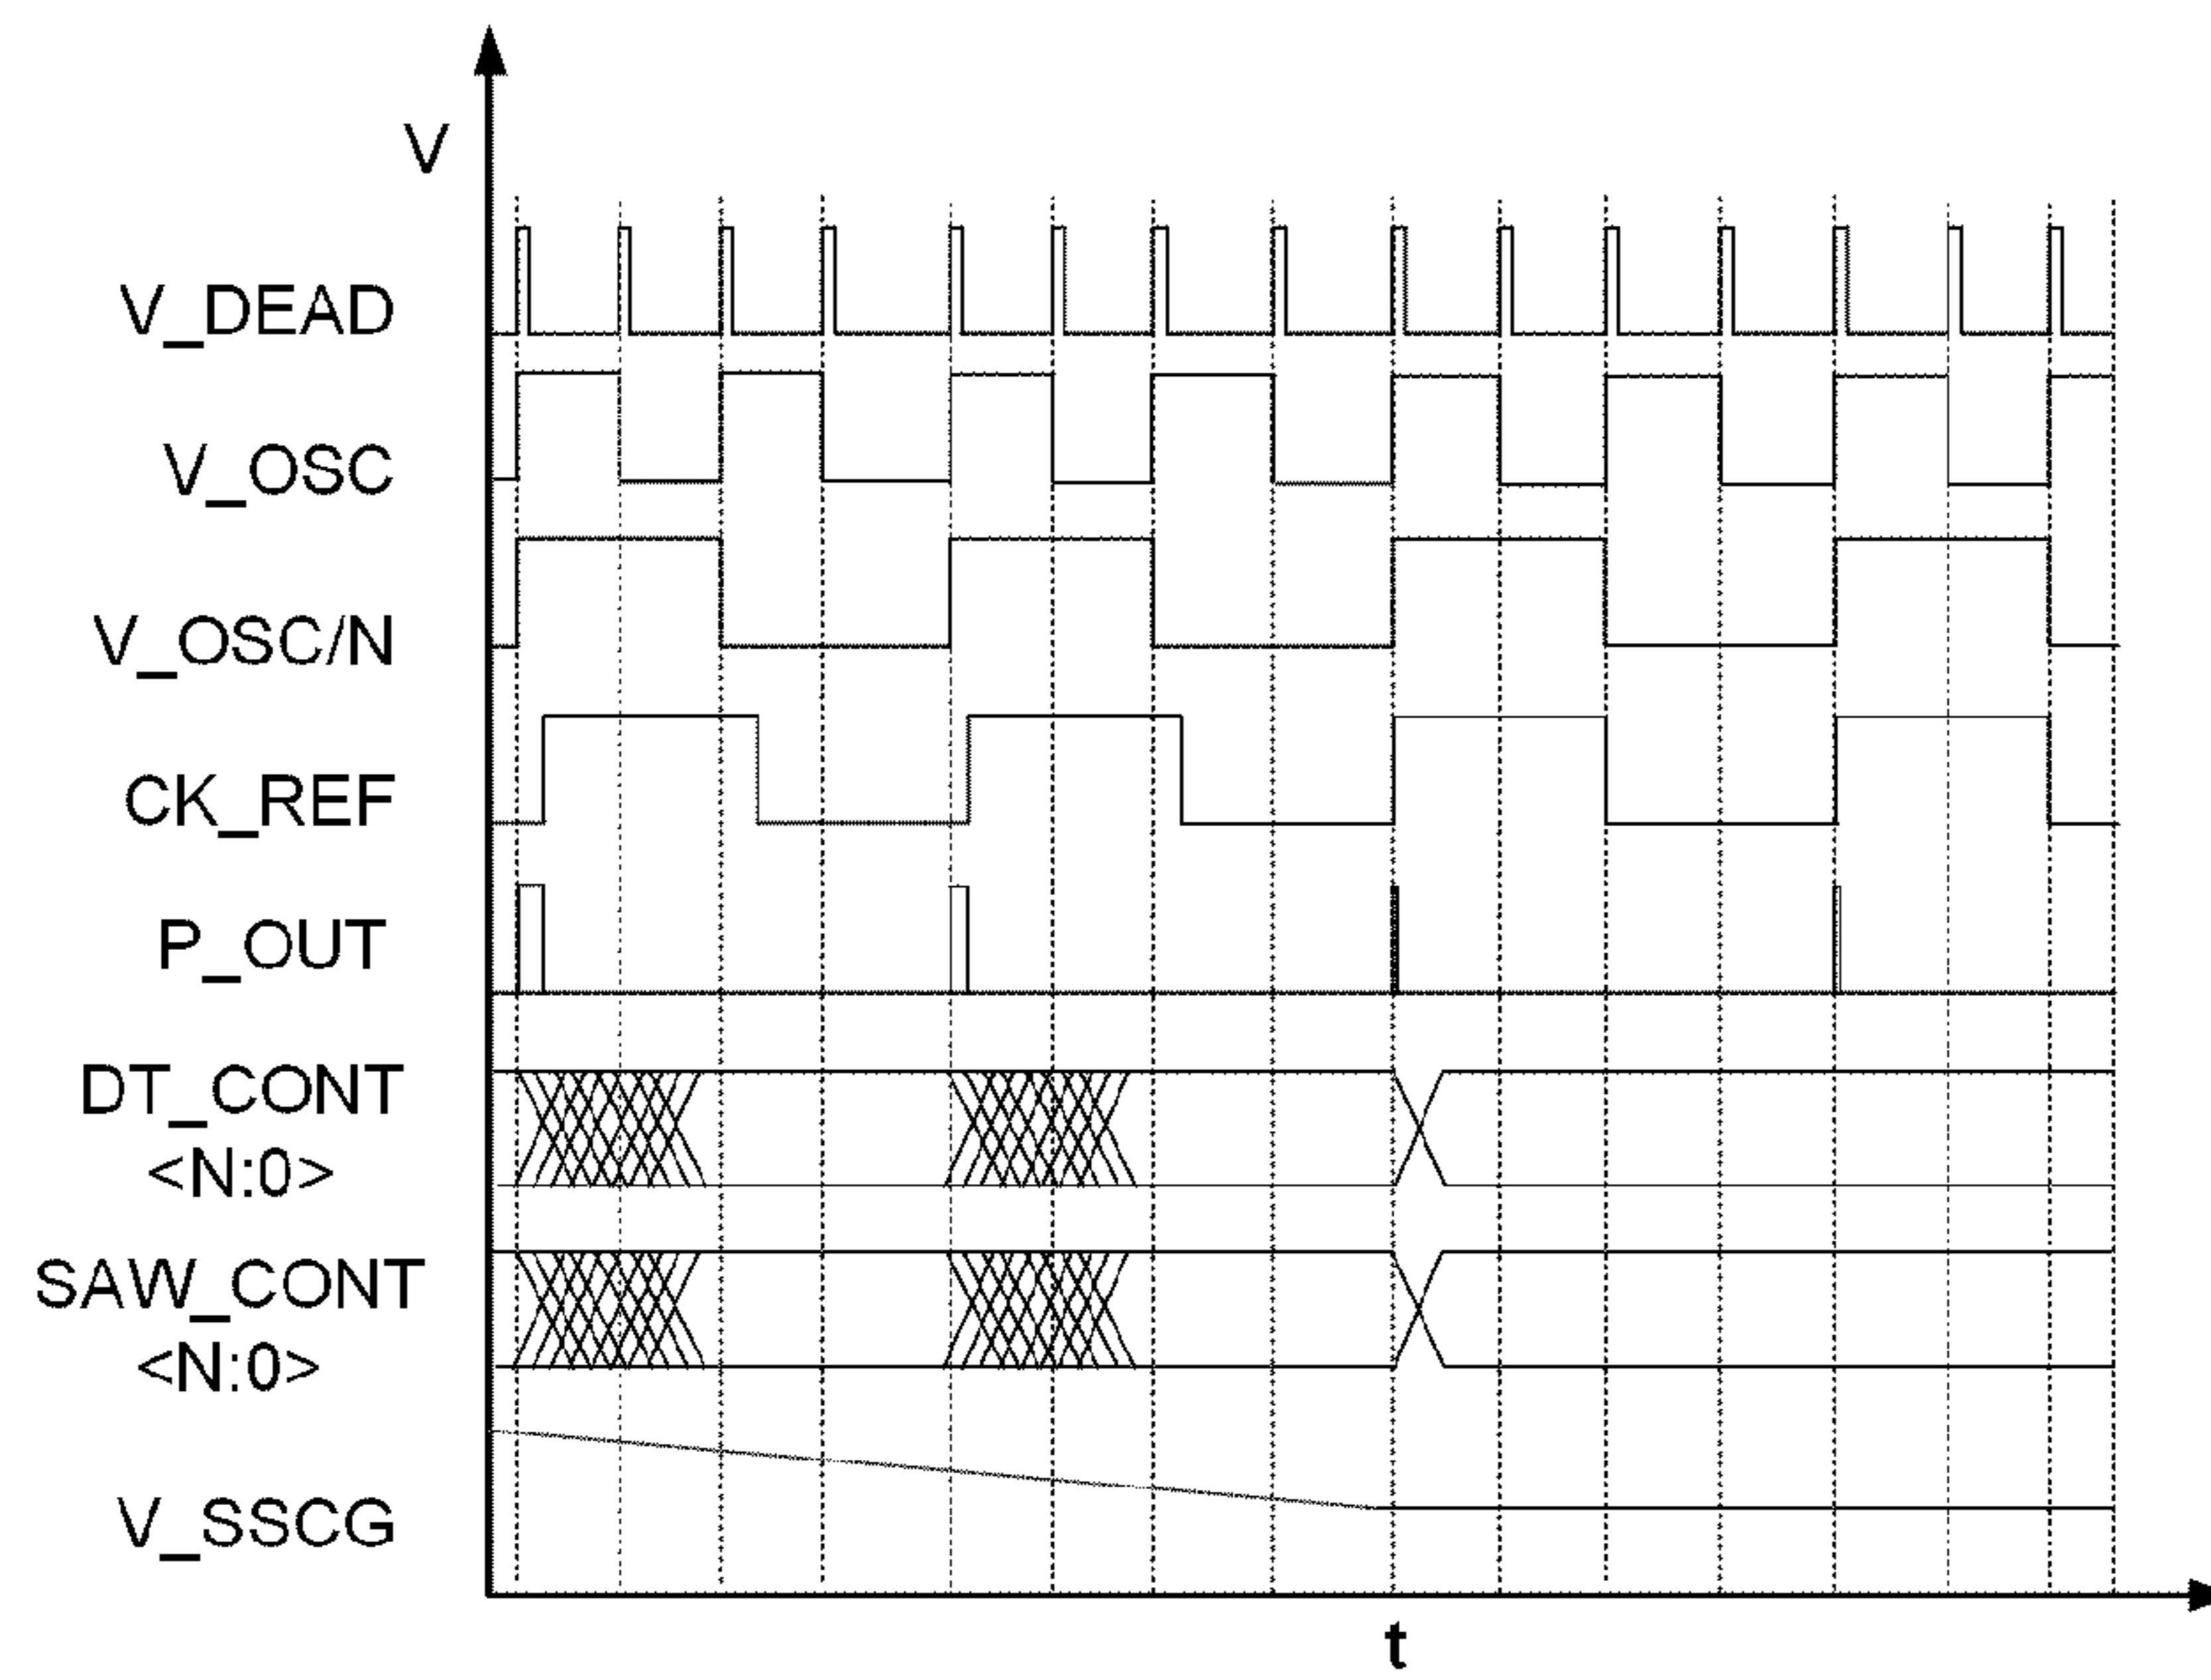 V
V_DEAD
V_OSC
V_OSC/N
CK_REF
P_OUT
DT_CONT
<N:0>
SAW_CONT
<N:0>
V_SSCG
t